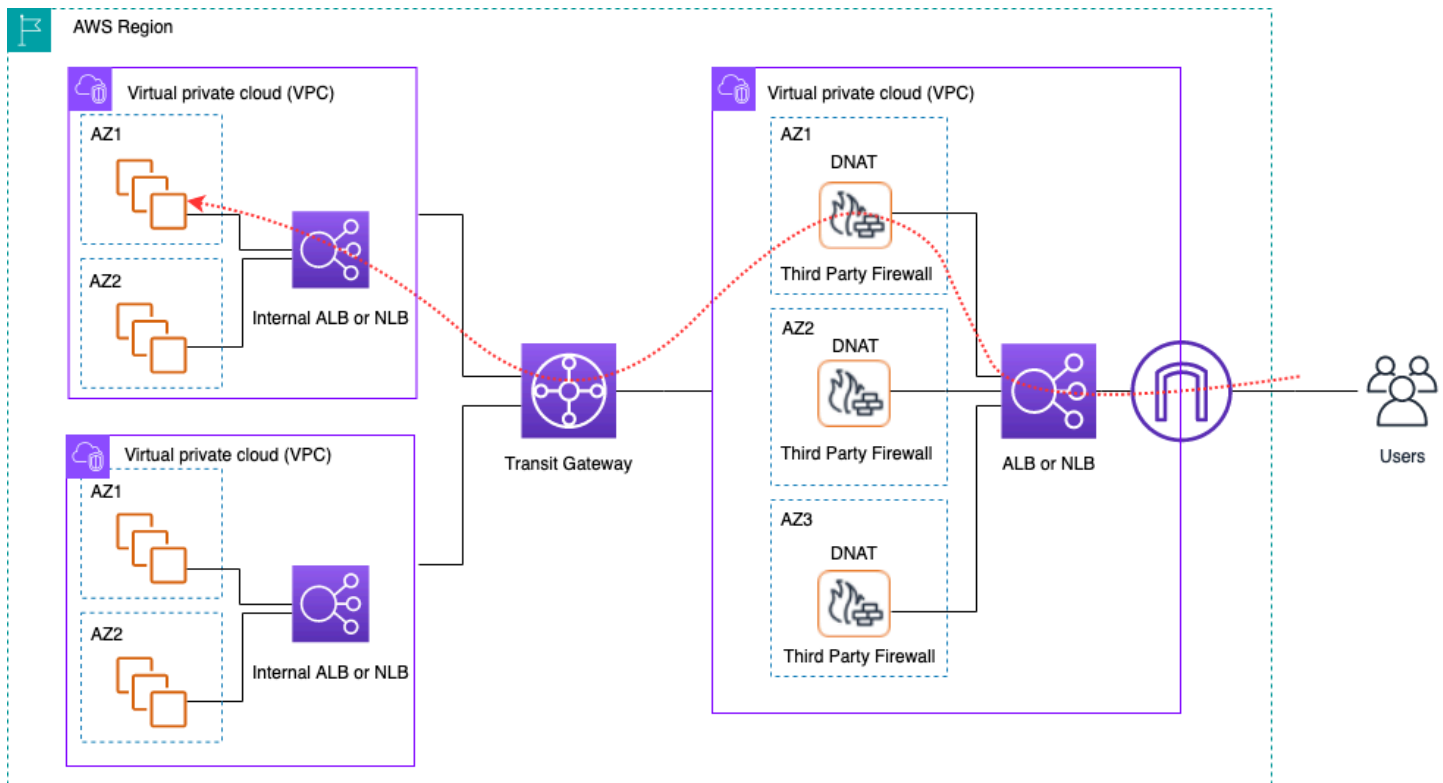 AWS Region
Virtual private cloud (VPC)
AZ1
AZ2
Internal ALB or NLB
Virtual private cloud (VPC)
AZ1
AZ2
Internal ALB or NLB
Transit Gateway
Virtual private cloud (VPC)
AZ1
DNAT
Third Party Firewall
AZ2
DNAT
Third Party Firewall
AZ3
DNAT
Third Party Firewall
ALB or NLB
Users